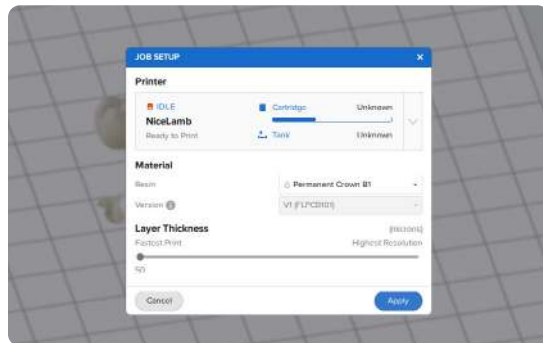 JOB SETUP ×
Printer
IDLE
NiceLamb
Ready to Print
Cartridge Unknown
Tank Unknown
Material
Resin Permanent Crown B1
Version V1 (FLPCB101)
Layer Thickness (microns)
Fastest Print Highest Resolution
50
Cancel Apply